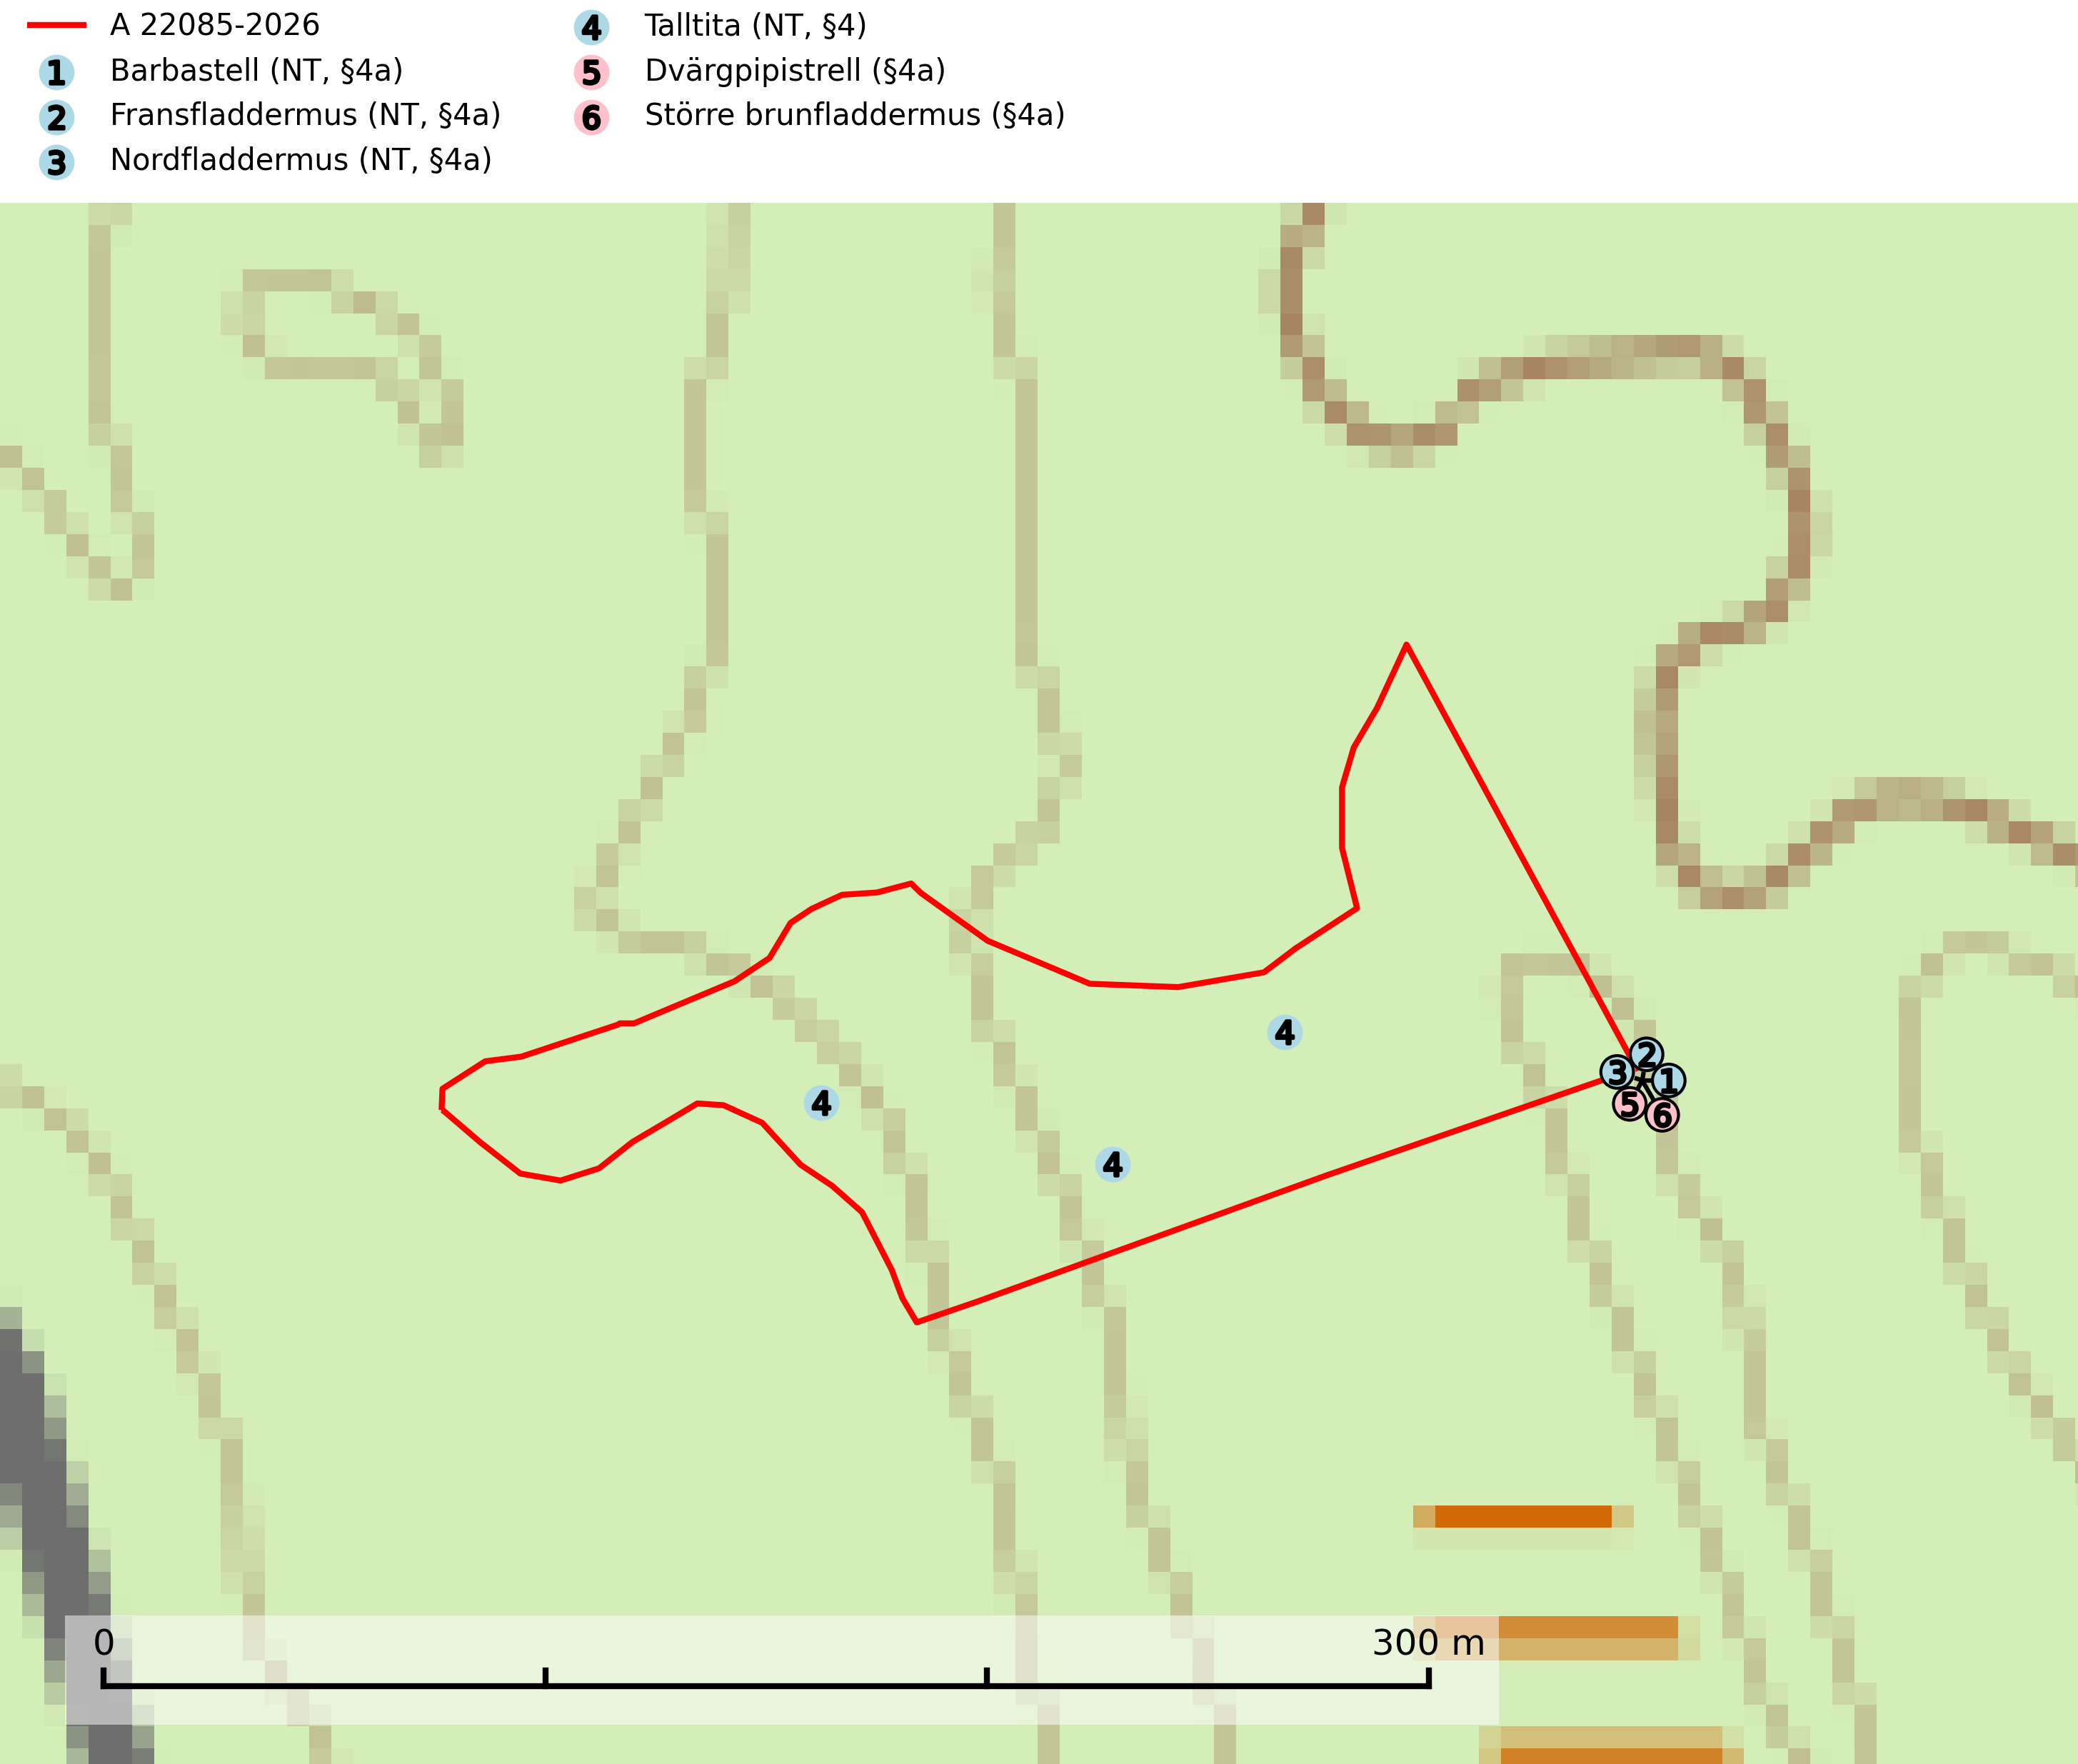 A 22085-2026
1 Barbastell (NT, §4a)
2 Fransfladdermus (NT, §4a)
3 Nordfladdermus (NT, §4a)
4 Talltita (NT, §4)
5 Dvärgpipistrell (§4a)
6 Större brunfladdermus (§4a)
4
2
3
1
4
5
6
4
0
300 m